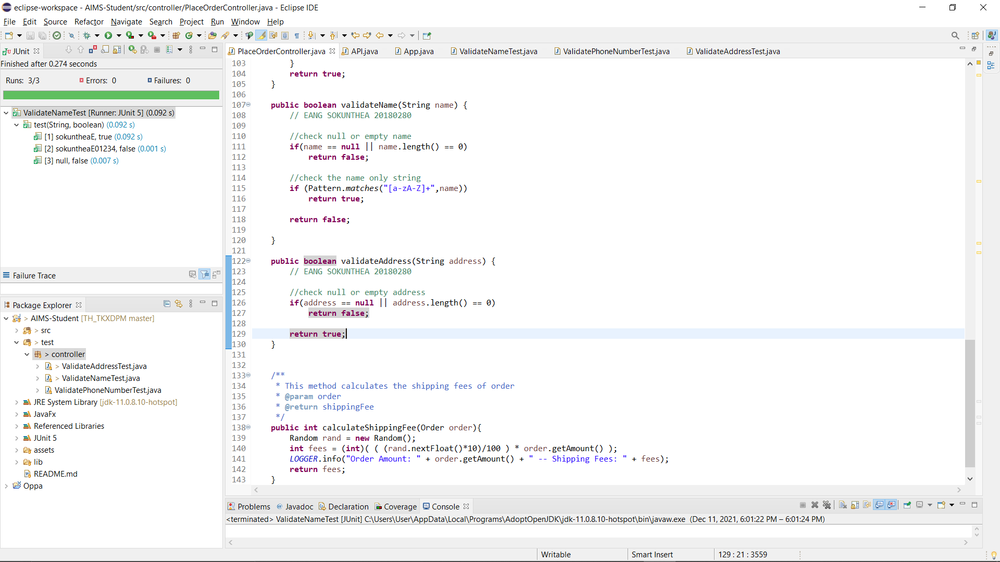 eclipse-workspace - AIMS-Student/src/controller/PlaceOrderController.java - Eclipse IDE
File Edit Source Refactor Navigate Search Project Run Window Help
JUnit
Finished after 0.274 seconds
Runs: 3/3 Errors: 0 Failures: 0
ValidateNameTest [Runner: JUnit 5] (0.092 s)
test(String, boolean) (0.092 s)
[1] sokuntheaE, true (0.092 s)
[2] sokuntheaE01234, false (0.001 s)
[3] null, false (0.007 s)
Failure Trace
Package Explorer
> AIMS-Student [TH_TKXDPM master]
> src
> test
> controller
> ValidateAddressTest.java
> ValidateNameTest.java
ValidatePhoneNumberTest.java
JRE System Library [jdk-11.0.8.10-hotspot]
JavaFx
Referenced Libraries
JUnit 5
assets
lib
README.md
Oppa
PlaceOrderController.java API.java App.java ValidateNameTest.java ValidatePhoneNumberTest.java ValidateAddressTest.java
103 }
104 return true;
105 }
106
107 public boolean validateName(String name) {
108 // EANG SOKUNTHEA 20180280
109
110 //check null or empty name
111 if(name == null || name.length() == 0)
112 return false;
113
114 //check the name only string
115 if (Pattern.matches("[a-zA-Z]+",name))
116 return true;
117
118 return false;
119
120 }
121
122 public boolean validateAddress(String address) {
123 // EANG SOKUNTHEA 20180280
124
125 //check null or empty address
126 if(address == null || address.length() == 0)
127 return false;
128
129 return true;
130 }
131
132
133 /**
134 * This method calculates the shipping fees of order
135 * @param order
136 * @return shippingFee
137 */
138 public int calculateShippingFee(Order order){
139 Random rand = new Random();
140 int fees = (int)( ( (rand.nextFloat()*10)/100 ) * order.getAmount() );
141 LOGGER.info("Order Amount: " + order.getAmount() + " -- Shipping Fees: " + fees);
142 return fees;
143 }
Problems @ Javadoc Declaration Coverage Console
<terminated> ValidateNameTest [JUnit] C:\Users\User\AppData\Local\Programs\AdoptOpenJDK\jdk-11.0.8.10-hotspot\bin\javaw.exe (Dec 11, 2021, 6:01:22 PM – 6:01:24 PM)
Writable Smart Insert 129 : 21 : 3559